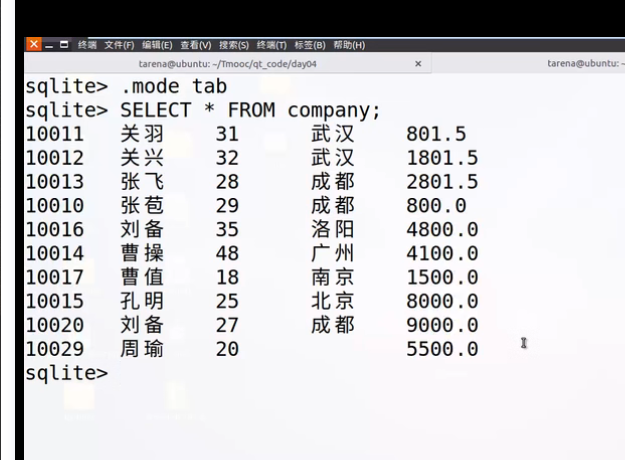 终端 文件(F) 编辑(E) 查看(V) 搜索(S) 终端(T) 标签(B) 帮助(H)
tarena@ubuntu: ~/Tmooc/qt_code/day04 × tarena@ubuntu: ~
sqlite> .mode tab
sqlite> SELECT * FROM company;
10011 关羽 31 武汉 801.5
10012 关兴 32 武汉 1801.5
10013 张飞 28 成都 2801.5
10010 张苞 29 成都 800.0
10016 刘备 35 洛阳 4800.0
10014 曹操 48 广州 4100.0
10017 曹值 18 南京 1500.0
10015 孔明 25 北京 8000.0
10020 刘备 27 成都 9000.0
10029 周瑜 20 5500.0
sqlite>